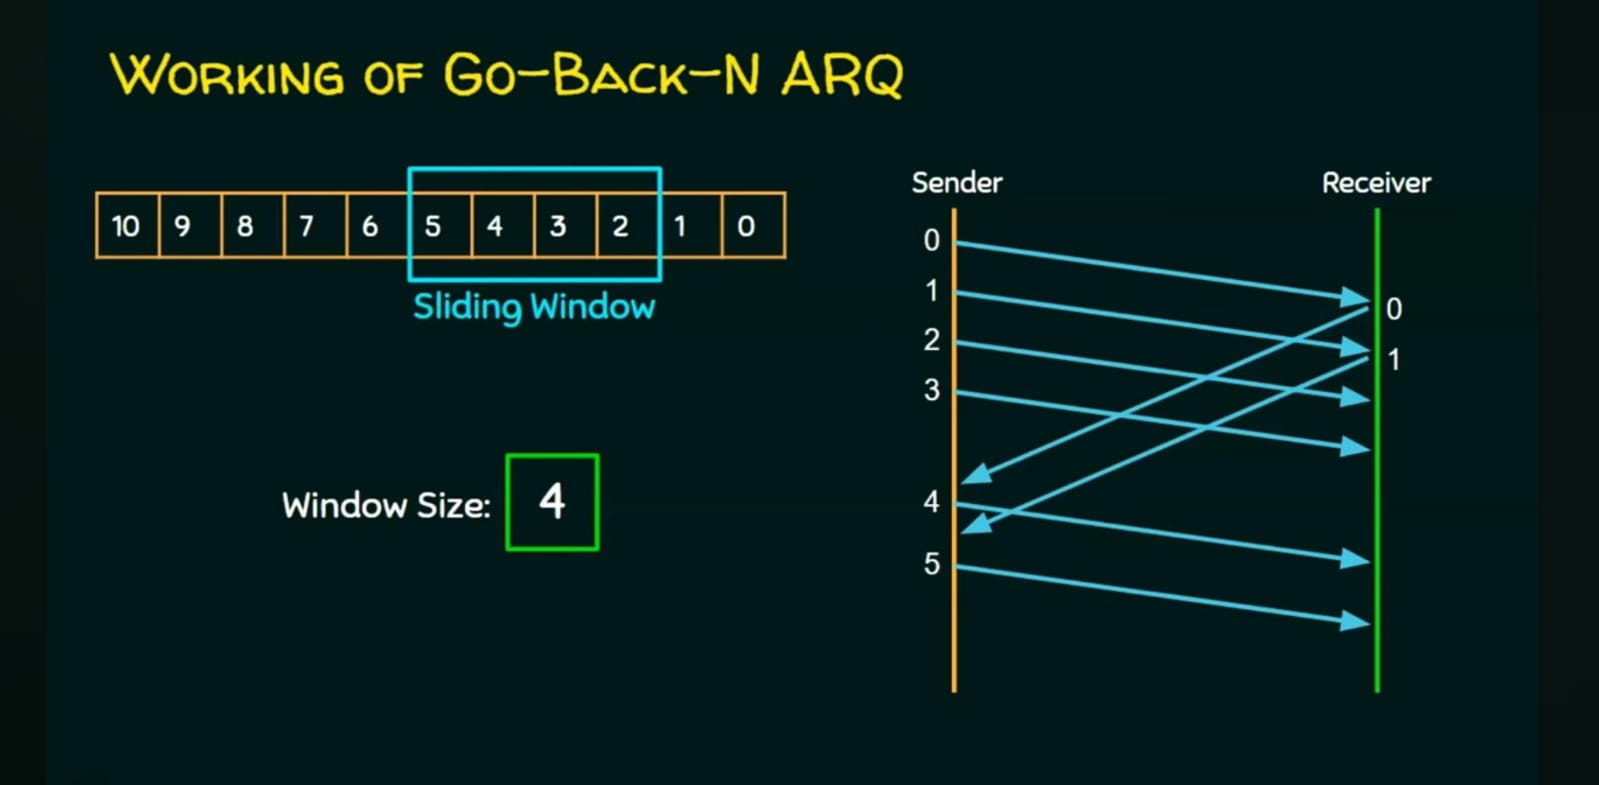 WORKING OF GO-BACK-N ARQ
10 9 8 7 6 5 4 3 2 1 0
Sliding Window
Window Size: 4
Sender Receiver
0
1
2
3
4
5
0
1